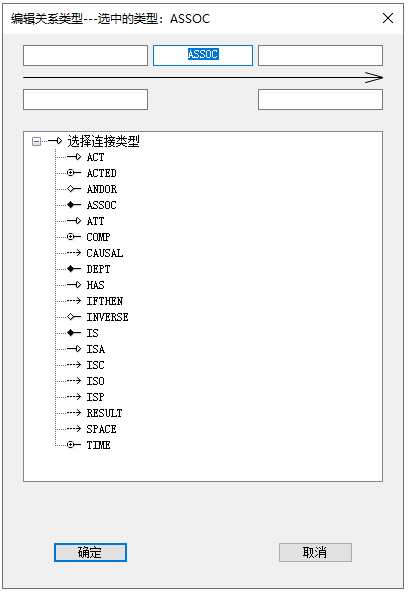 编辑关系类型---选中的类型：ASSOC
ASSOC
选择连接类型
ACT
ACTED
ANDOR
ASSOC
ATT
COMP
CAUSAL
DEPT
HAS
IFTHEN
INVERSE
IS
ISA
ISC
ISO
ISP
RESULT
SPACE
TIME
确定
取消